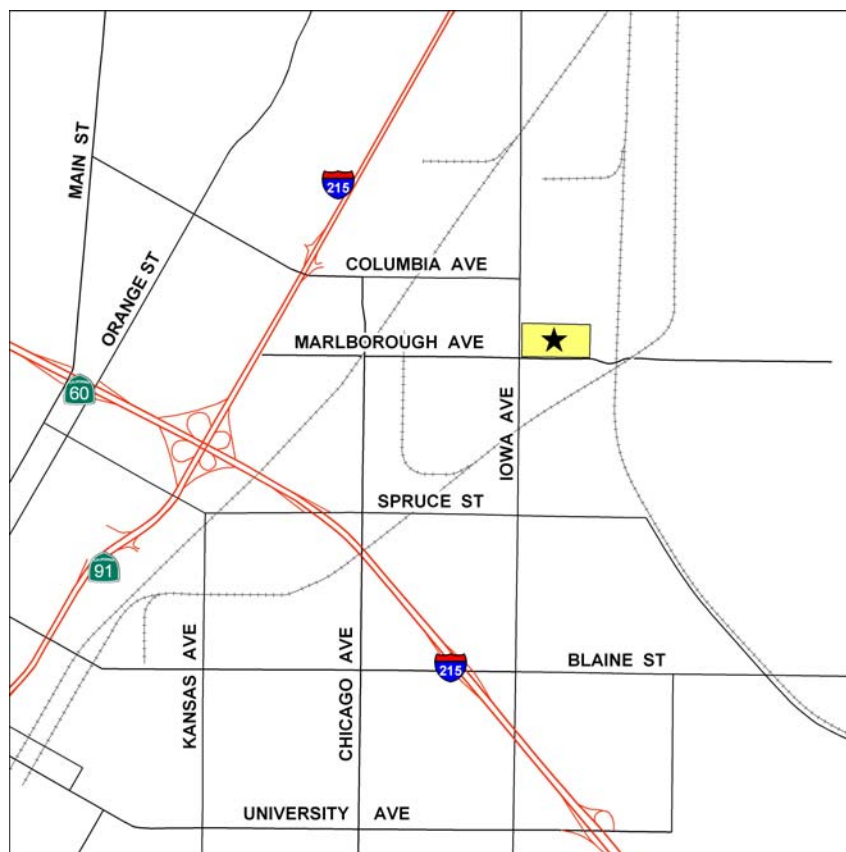 MAIN ST
215
ORANGE ST
COLUMBIA AVE
MARLBOROUGH AVE
60
IOWA AVE
SPRUCE ST
91
KANSAS AVE
CHICAGO AVE
215
BLAINE ST
UNIVERSITY AVE